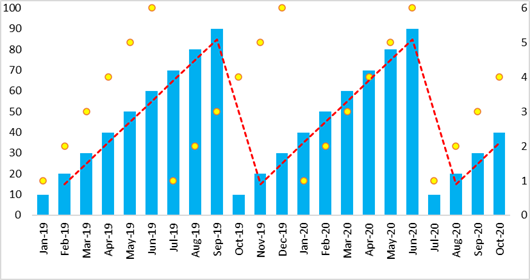 100
90
80
70
60
50
40
30
20
10
0
6
5
4
3
2
1
0
Jan-19
Feb-19
Mar-19
Apr-19
May-19
Jun-19
Jul-19
Aug-19
Sep-19
Oct-19
Nov-19
Dec-19
Jan-20
Feb-20
Mar-20
Apr-20
May-20
Jun-20
Jul-20
Aug-20
Sep-20
Oct-20